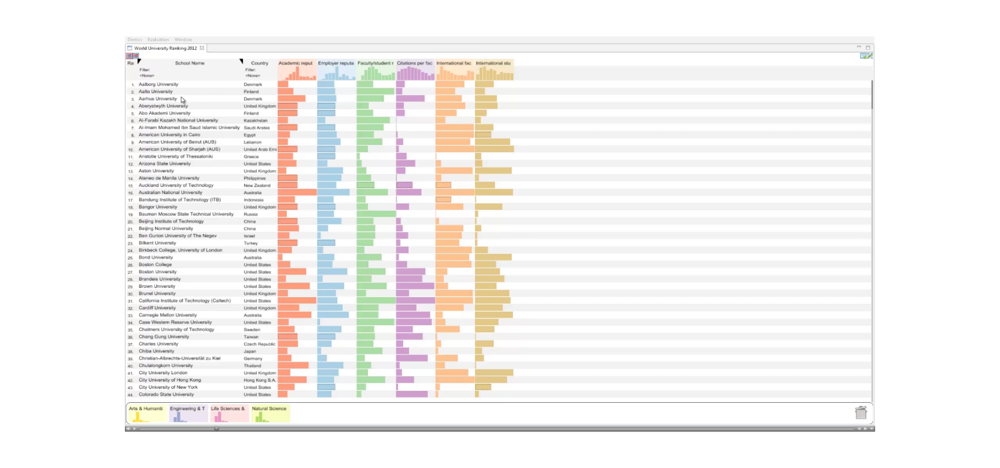 Demos Evaluation Window
World University Ranking 2012
Ra School Name Country Academic reput Employer reputa Faculty/student r Citations per fac International fac International stu
Filter: Filter:
<None> <None>
1. Aalborg University Denmark
2. Aalto University Finland
3. Aarhus University Denmark
4. Aberystwyth University United Kingdom
5. Abo Akademi University Finland
6. Al-Farabi Kazakh National University Kazakhstan
7. Al-Imam Mohamed Ibn Saud Islamic University Saudi Arabia
8. American University in Cairo Egypt
9. American University of Beirut (AUB) Lebanon
10. American University of Sharjah (AUS) United Arab Emi
11. Aristotle University of Thessaloniki Greece
12. Arizona State University United States
13. Aston University United Kingdom
14. Ateneo de Manila University Philippines
15. Auckland University of Technology New Zealand
16. Australian National University Australia
17. Bandung Institute of Technology (ITB) Indonesia
18. Bangor University United Kingdom
19. Bauman Moscow State Technical University Russia
20. Beijing Institute of Technology China
21. Beijing Normal University China
22. Ben Gurion University of The Negev Israel
23. Bilkent University Turkey
24. Birkbeck College, University of London United Kingdom
25. Bond University Australia
26. Boston College United States
27. Boston University United States
28. Brandeis University United States
29. Brown University United States
30. Brunel University United Kingdom
31. California Institute of Technology (Caltech) United States
32. Cardiff University United Kingdom
33. Carnegie Mellon University Australia
34. Case Western Reserve University United States
35. Chalmers University of Technology Sweden
36. Chang Gung University Taiwan
37. Charles University Czech Republic
38. Chiba University Japan
39. Christian-Albrechts-Universität zu Kiel Germany
40. Chulalongkorn University Thailand
41. City University London United Kingdom
42. City University of Hong Kong Hong Kong S.A.
43. City University of New York United States
44. Colorado State University United States
Arts & Humaniti Engineering & T Life Sciences & Natural Science